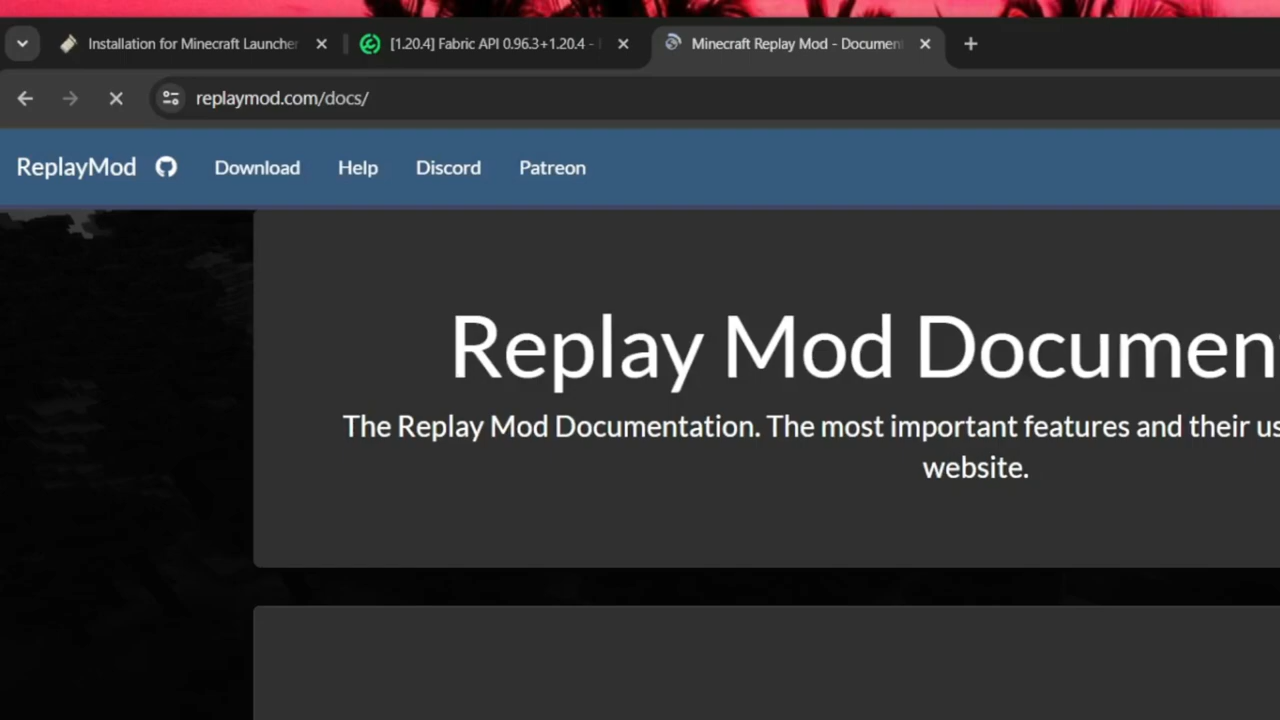 Installation for Minecraft Launcher
[1.20.4] Fabric API 0.96.3+1.20.4 -
Minecraft Replay Mod - Documen
replaymod.com/docs/
ReplayMod Download Help Discord Patreon
Replay Mod Documen
The Replay Mod Documentation. The most important features and their us
website.